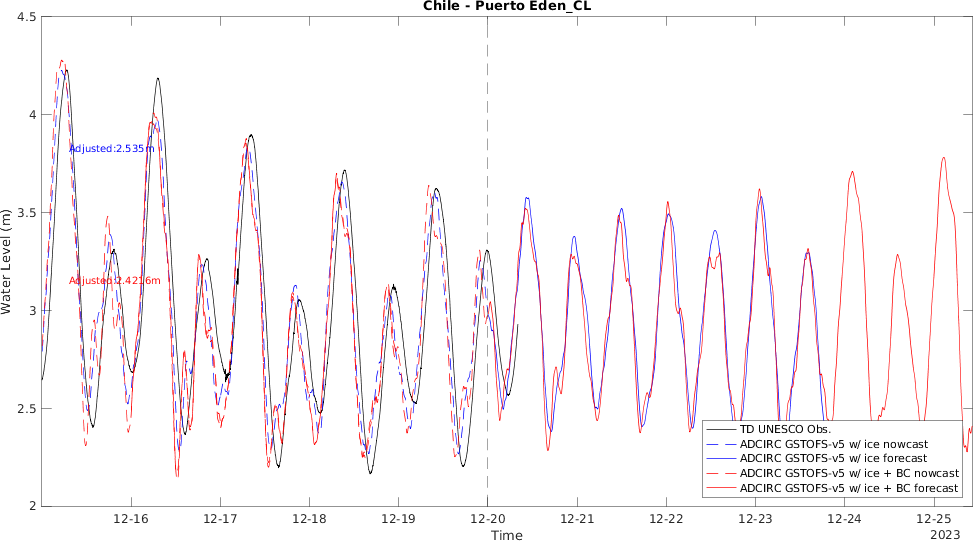 Chile - Puerto Eden_CL
4.5
4
3.5
3
2.5
2
Water Level (m)
Adjusted:2.535m
Adjusted:2.4216m
TD UNESCO Obs.
ADCIRC GSTOFS-v5 w/ ice nowcast
ADCIRC GSTOFS-v5 w/ ice forecast
ADCIRC GSTOFS-v5 w/ ice + BC nowcast
ADCIRC GSTOFS-v5 w/ ice + BC forecast
12-16 12-17 12-18 12-19 12-20 12-21 12-22 12-23 12-24 12-25
Time
2023